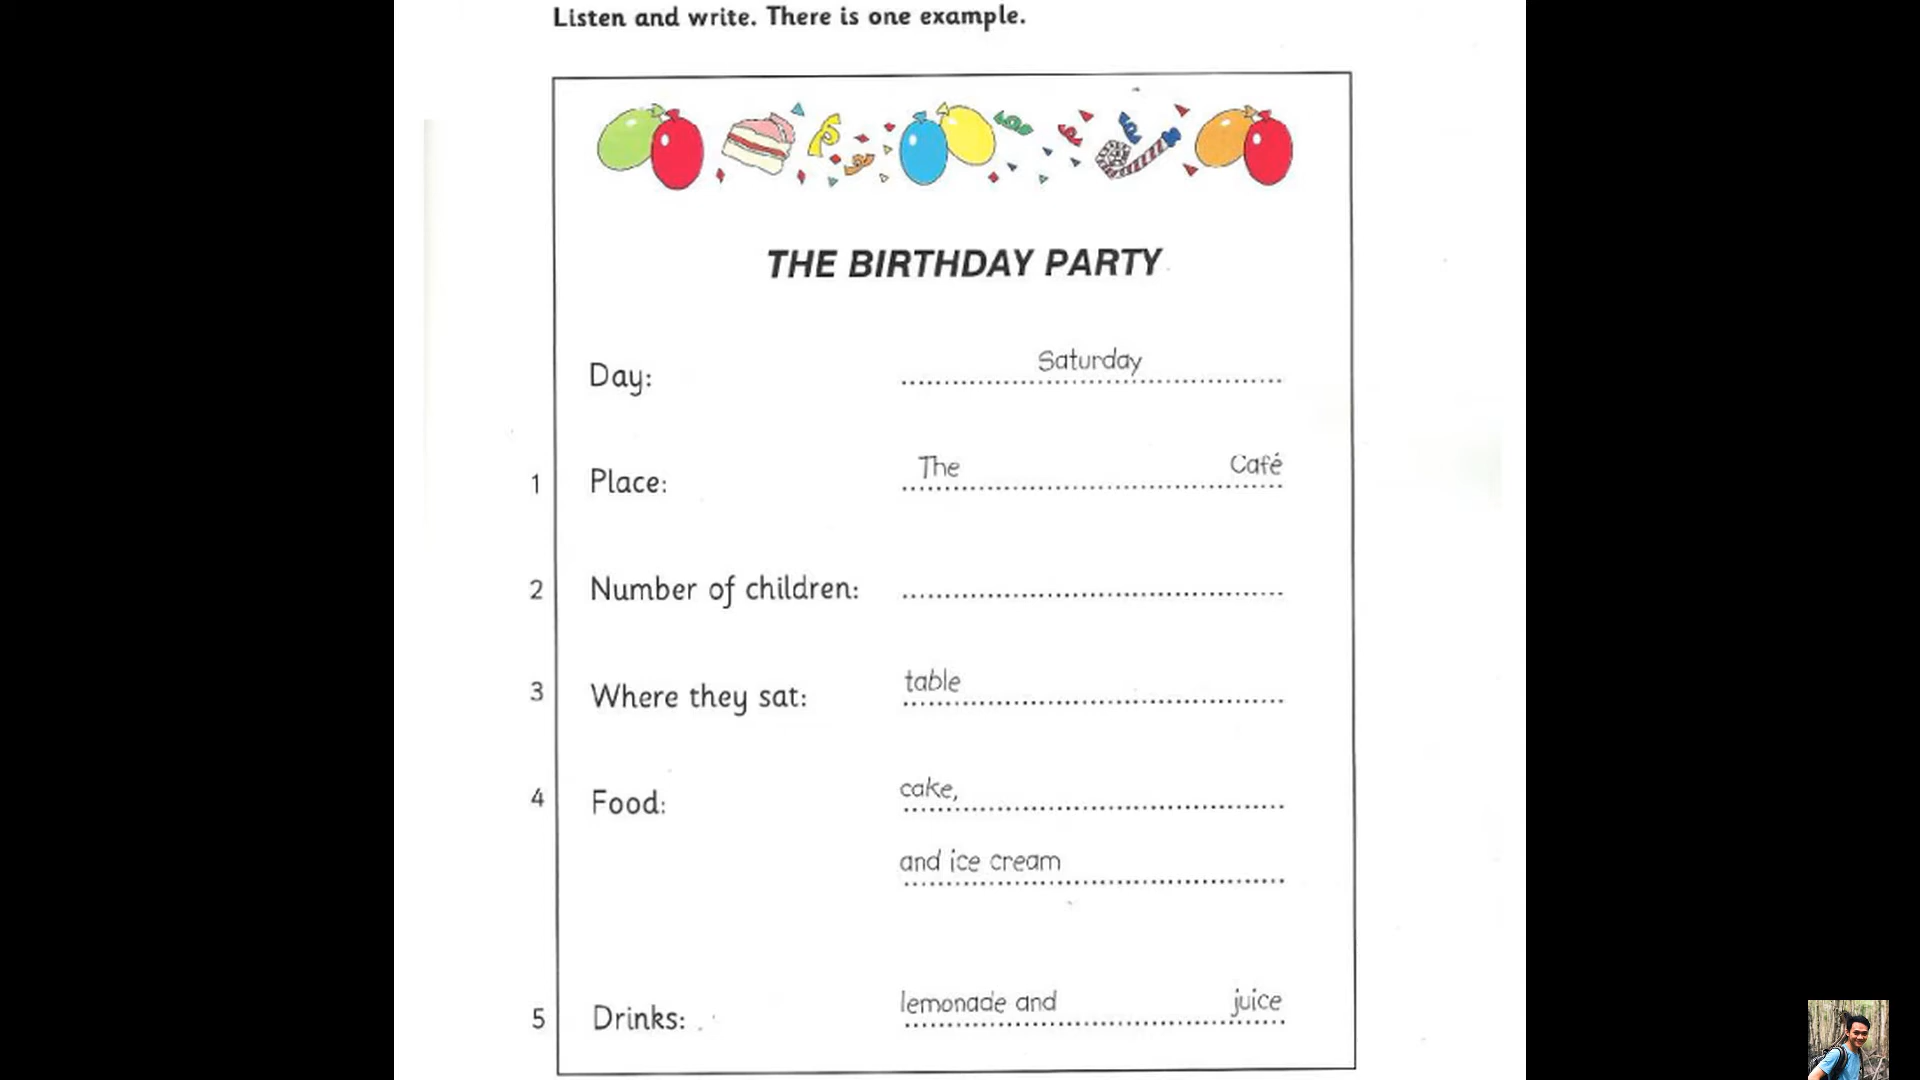 Listen and write. There is one example.
THE BIRTHDAY PARTY
Day: Saturday
1 Place: The Café
2 Number of children:
3 Where they sat: table
4 Food: cake,
and ice cream
5 Drinks: lemonade and juice